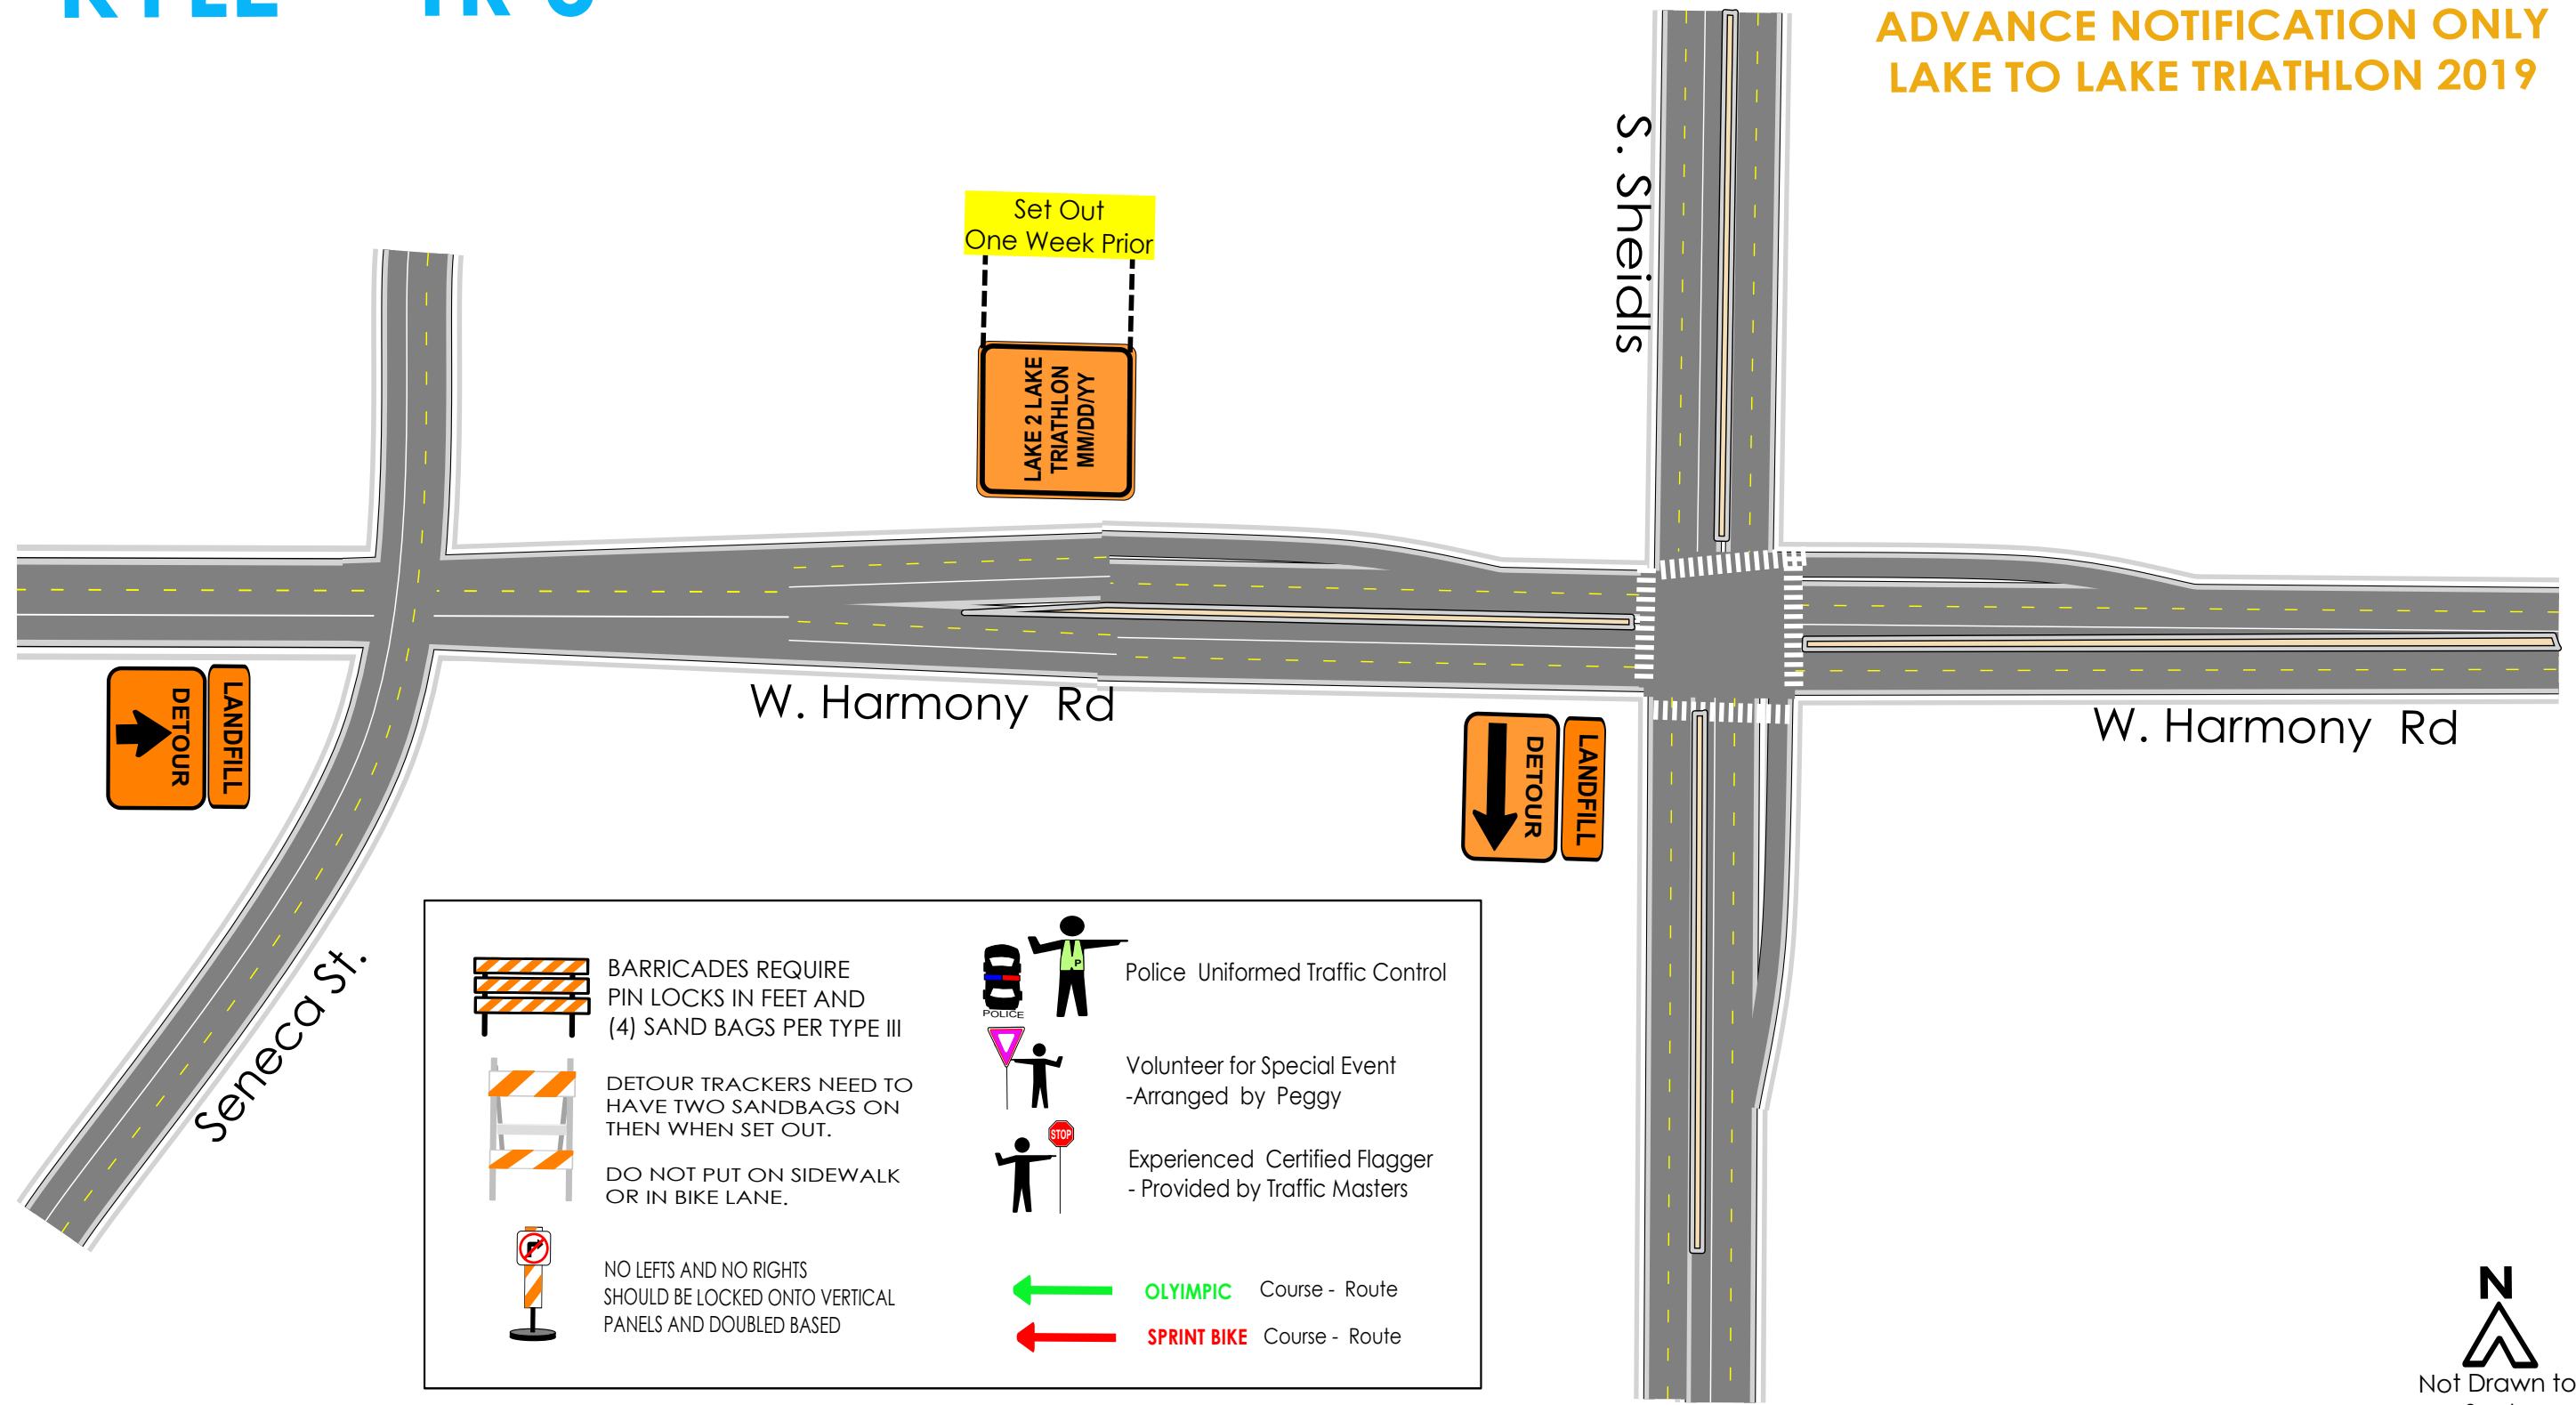 ADVANCE NOTIFICATION ONLY
LAKE TO LAKE TRIATHLON 2019
S. Sheidls
Set Out
One Week Prior
LAKE 2 LAKE
TRIATHLON
MM/DD/YY
LANDFILL
DETOUR
W. Harmony Rd
LANDFILL
DETOUR
W. Harmony Rd
Seneca St.
BARRICADES REQUIRE
PIN LOCKS IN FEET AND
(4) SAND BAGS PER TYPE III
DETOUR TRACKERS NEED TO
HAVE TWO SANDBAGS ON
THEN WHEN SET OUT.
DO NOT PUT ON SIDEWALK
OR IN BIKE LANE.
NO LEFTS AND NO RIGHTS
SHOULD BE LOCKED ONTO VERTICAL
PANELS AND DOUBLED BASED
P
POLICE
Police Uniformed Traffic Control
Volunteer for Special Event
-Arranged by Peggy
STOP
Experienced Certified Flagger
- Provided by Traffic Masters
OLYIMPIC Course - Route
SPRINT BIKE Course - Route
N
Not Drawn to